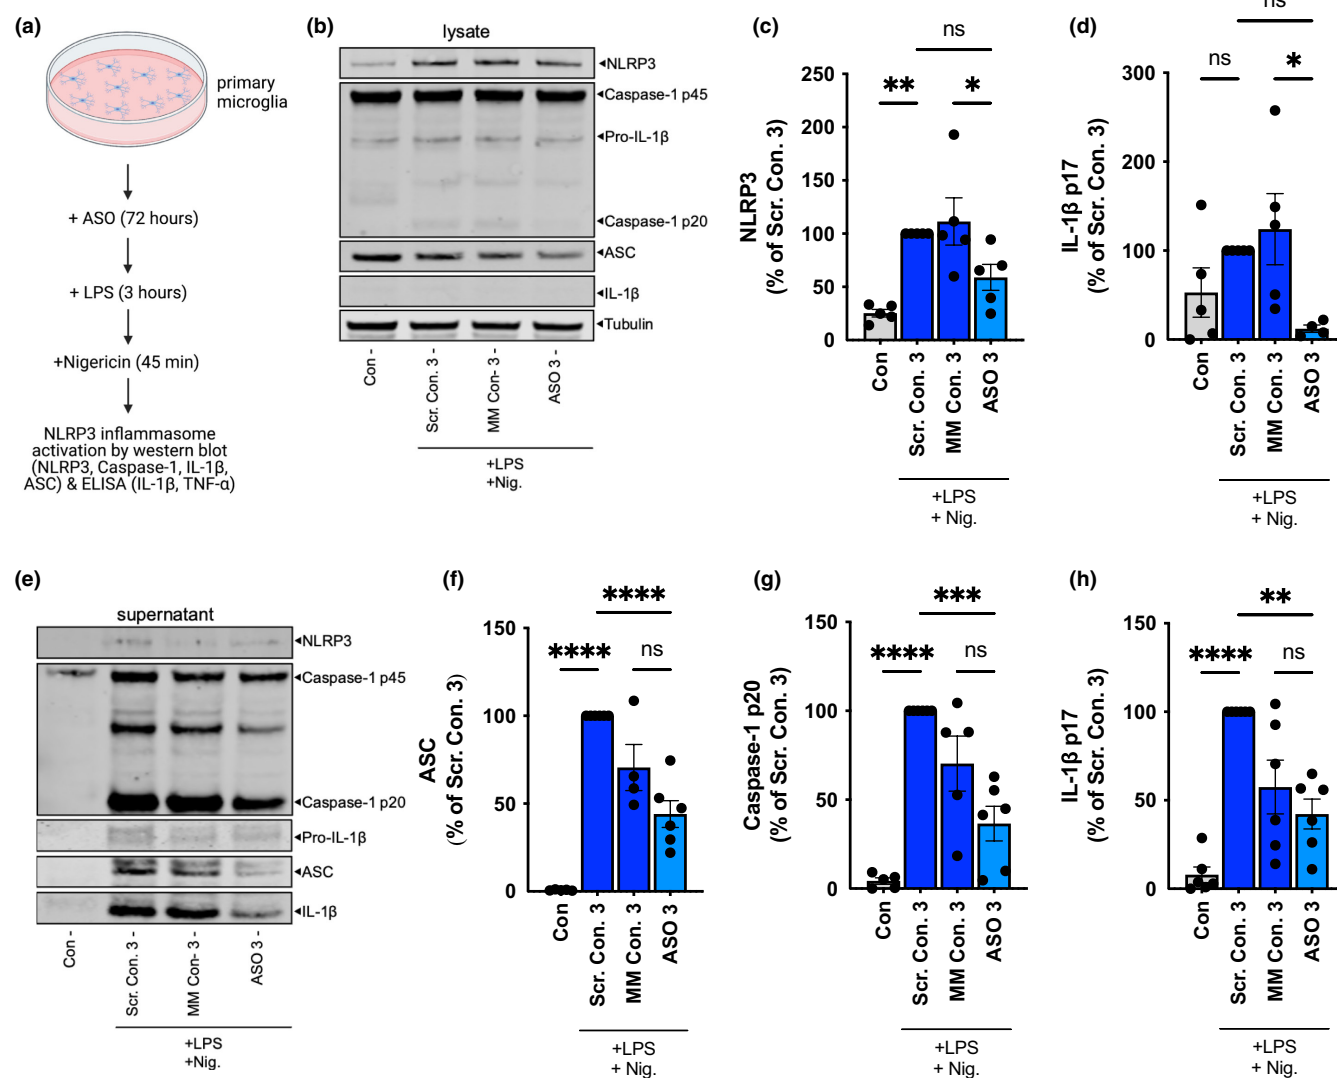 (a)
primary
microglia
+ ASO (72 hours)
+ LPS (3 hours)
+Nigericin (45 min)
NLRP3 inflammasome
activation by western blot
(NLRP3, Caspase-1, IL-1β,
ASC) & ELISA (IL-1β, TNF-α)
(b)
lysate
NLRP3
Caspase-1 p45
Pro-IL-1β
Caspase-1 p20
ASC
IL-1β
Tubulin
Con -
Scr. Con. 3 -
MM Con- 3 -
ASO 3 -
+LPS
+Nig.
(c)
ns
** *
NLRP3
(% of Scr. Con. 3)
250
200
150
100
50
0
Con
Scr. Con. 3
MM Con. 3
ASO 3
+LPS
+ Nig.
(d)
ns
ns *
IL-1β p17
(% of Scr. Con. 3)
300
200
100
0
Con
Scr. Con. 3
MM Con. 3
ASO 3
+LPS
+ Nig.
(e)
supernatant
NLRP3
Caspase-1 p45
Caspase-1 p20
Pro-IL-1β
ASC
IL-1β
Con -
Scr. Con. 3 -
MM Con- 3 -
ASO 3 -
+LPS
+Nig.
(f)
****
**** ns
ASC
(% of Scr. Con. 3)
150
100
50
0
Con
Scr. Con. 3
MM Con. 3
ASO 3
+LPS
+ Nig.
(g)
***
**** ns
Caspase-1 p20
(% of Scr. Con. 3)
150
100
50
0
Con
Scr. Con. 3
MM Con. 3
ASO 3
+LPS
+ Nig.
(h)
**
**** ns
IL-1β p17
(% of Scr. Con. 3)
150
100
50
0
Con
Scr. Con. 3
MM Con. 3
ASO 3
+LPS
+ Nig.